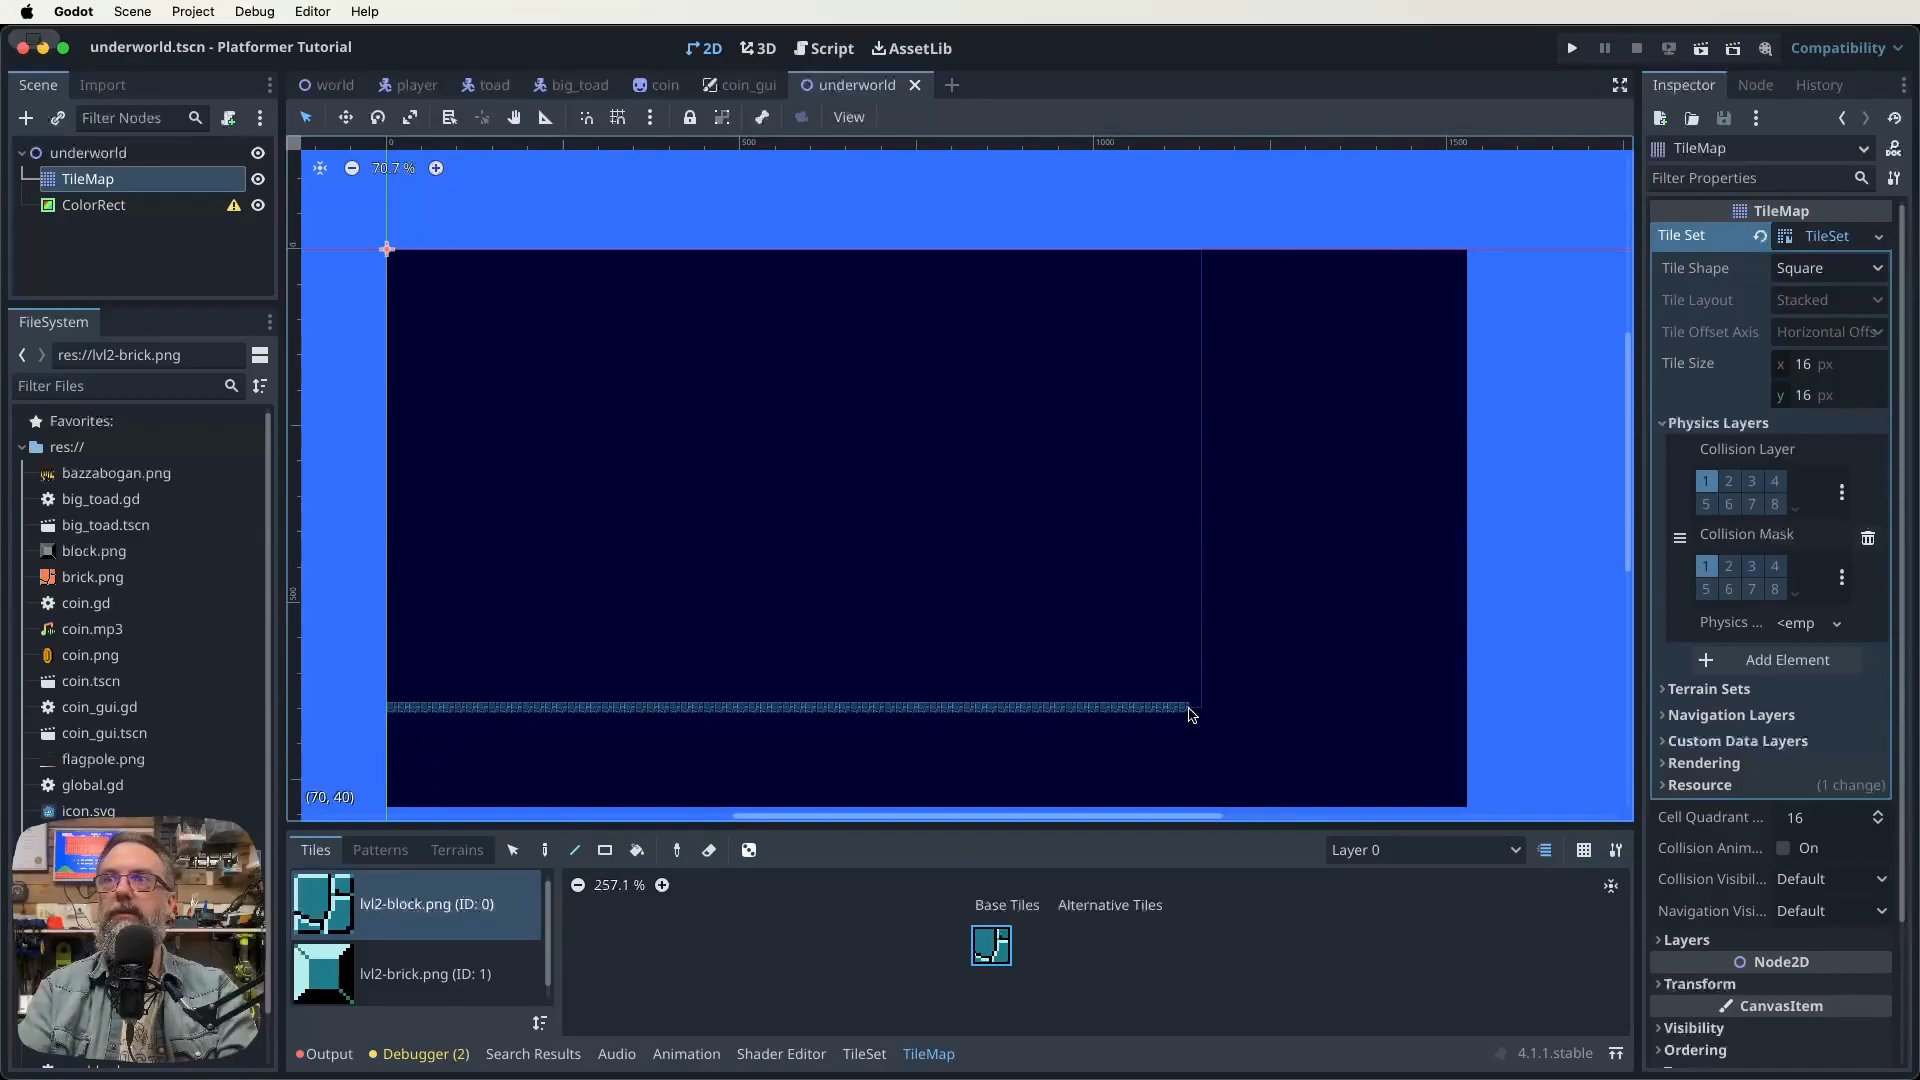 Godot Scene Project Debug Editor Help
underworld.tscn - Platformer Tutorial
2D 3D Script AssetLib
Compatibility
Scene Import
world player toad big_toad coin coin_gui underworld
Inspector Node History
Filter Nodes
View
underworld
TileMap
ColorRect
0 500 1000 1500
70.7 %
0
500
(70, 40)
FileSystem
res://lvl2-brick.png
Filter Files
Favorites:
res://
bazzabogan.png
big_toad.gd
big_toad.tscn
block.png
brick.png
coin.gd
coin.mp3
coin.png
coin.tscn
coin_gui.gd
coin_gui.tscn
flagpole.png
global.gd
icon.svg
TileMap
Filter Properties
TileMap
Tile Set TileSet
Tile Shape Square
Tile Layout Stacked
Tile Offset Axis Horizontal Offs
Tile Size x 16 px
y 16 px
Physics Layers
Collision Layer
1 2 3 4
5 6 7 8
Collision Mask
1 2 3 4
5 6 7 8
Physics ... <emp
Add Element
Terrain Sets
Navigation Layers
Custom Data Layers
Rendering
Resource (1 change)
Cell Quadrant ... 16
Collision Anim... On
Collision Visibil... Default
Navigation Visi... Default
Layers
Node2D
Transform
CanvasItem
Visibility
Ordering
Tiles Patterns Terrains
Layer 0
lvl2-block.png (ID: 0)
lvl2-brick.png (ID: 1)
257.1 %
Base Tiles Alternative Tiles
Output Debugger (2) Search Results Audio Animation Shader Editor TileSet TileMap
4.1.1.stable